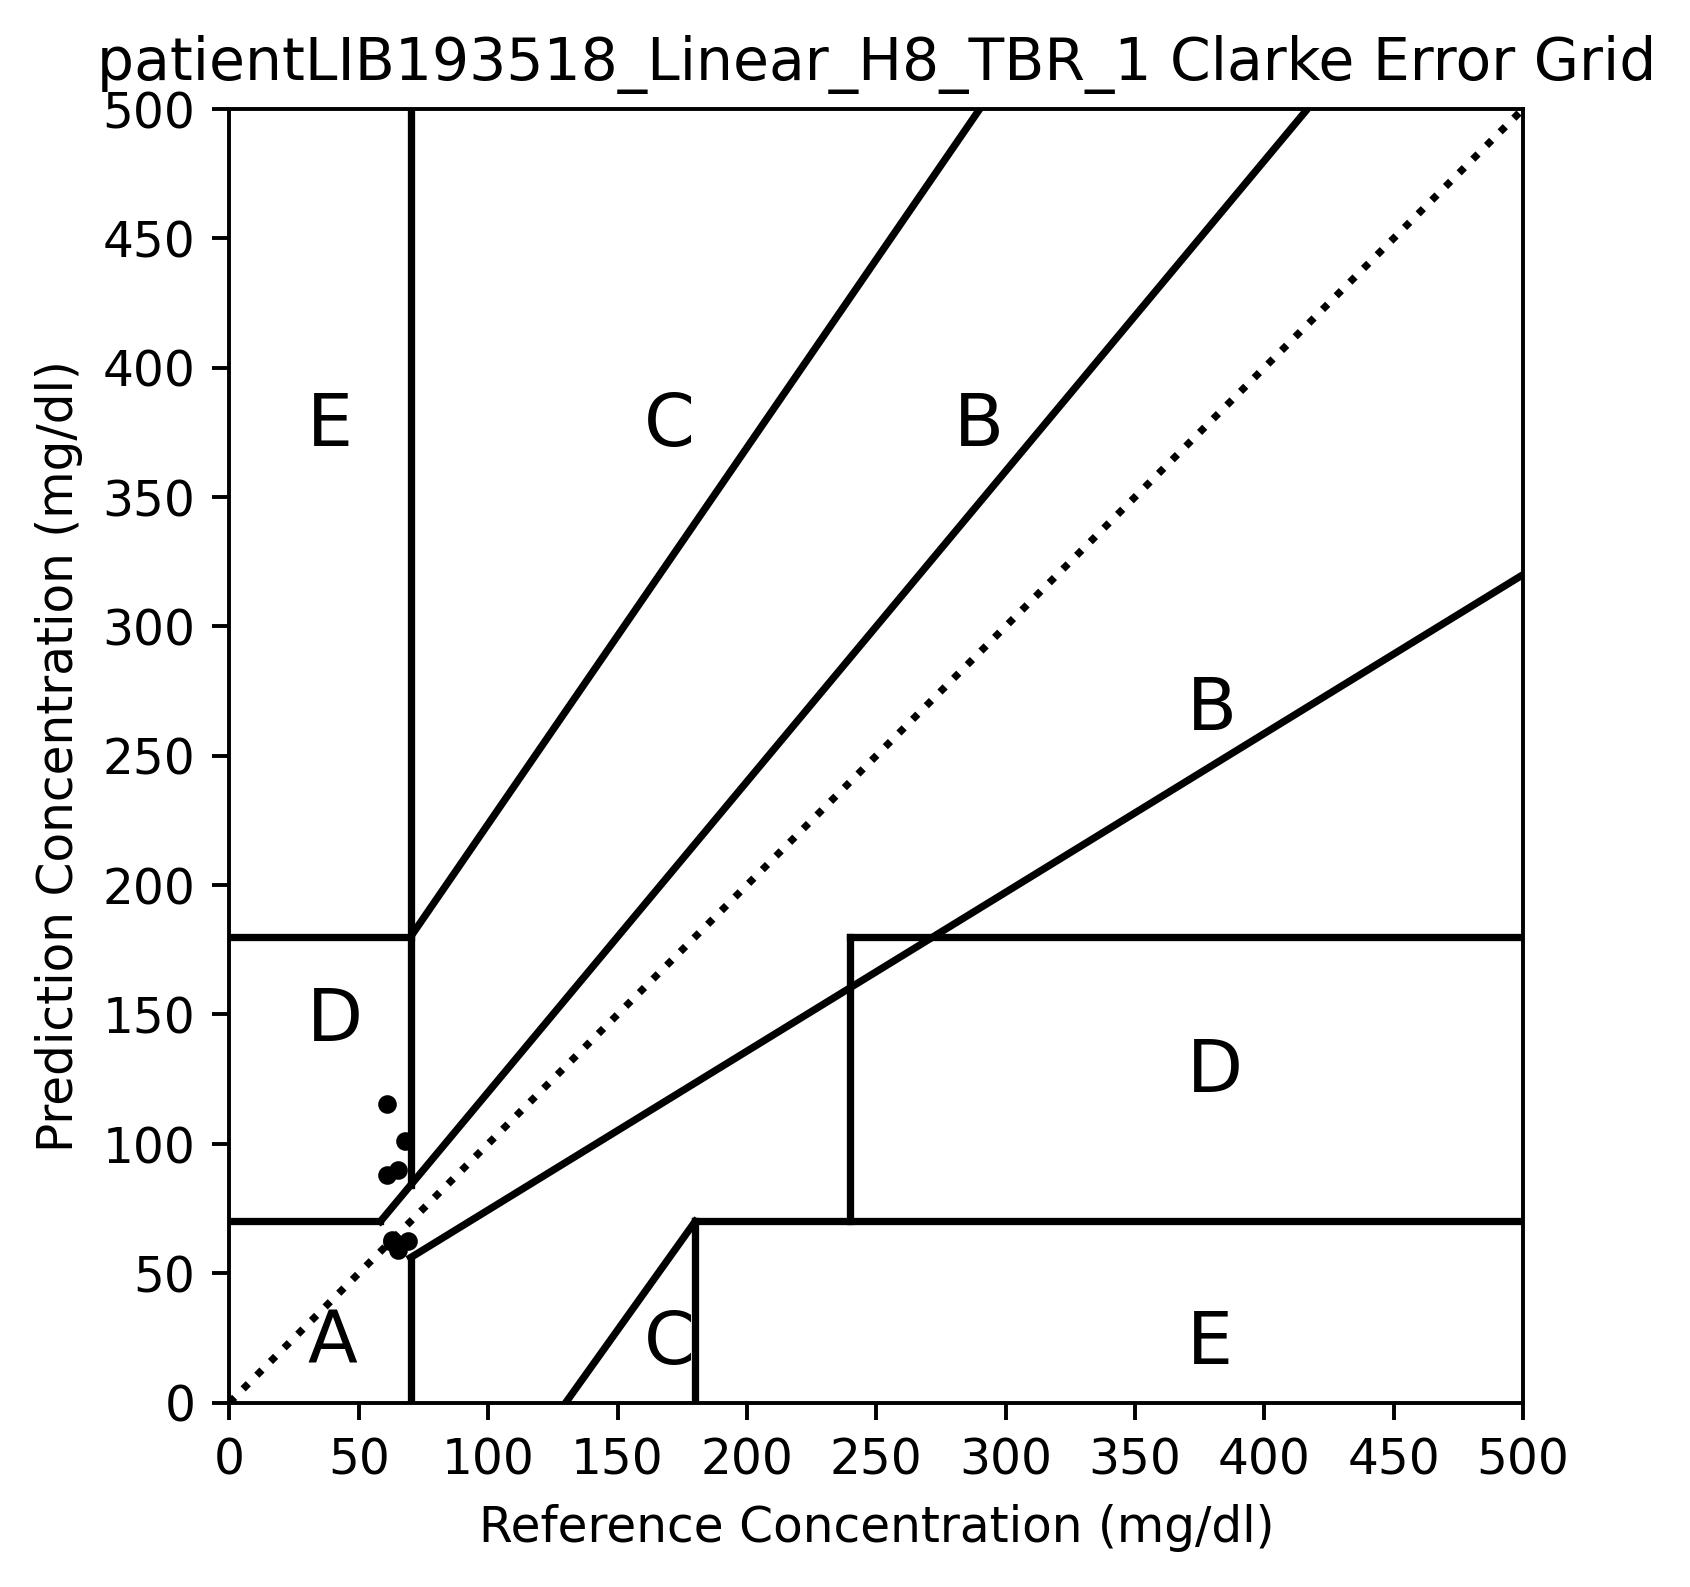 patientLIB193518_Linear_H8_TBR_1 Clarke Error Grid
Prediction Concentration (mg/dl)
500
450
400
350
300
250
200
150
100
50
0
E
C
B
B
D
D
A
C
E
0 50 100 150 200 250 300 350 400 450 500
Reference Concentration (mg/dl)